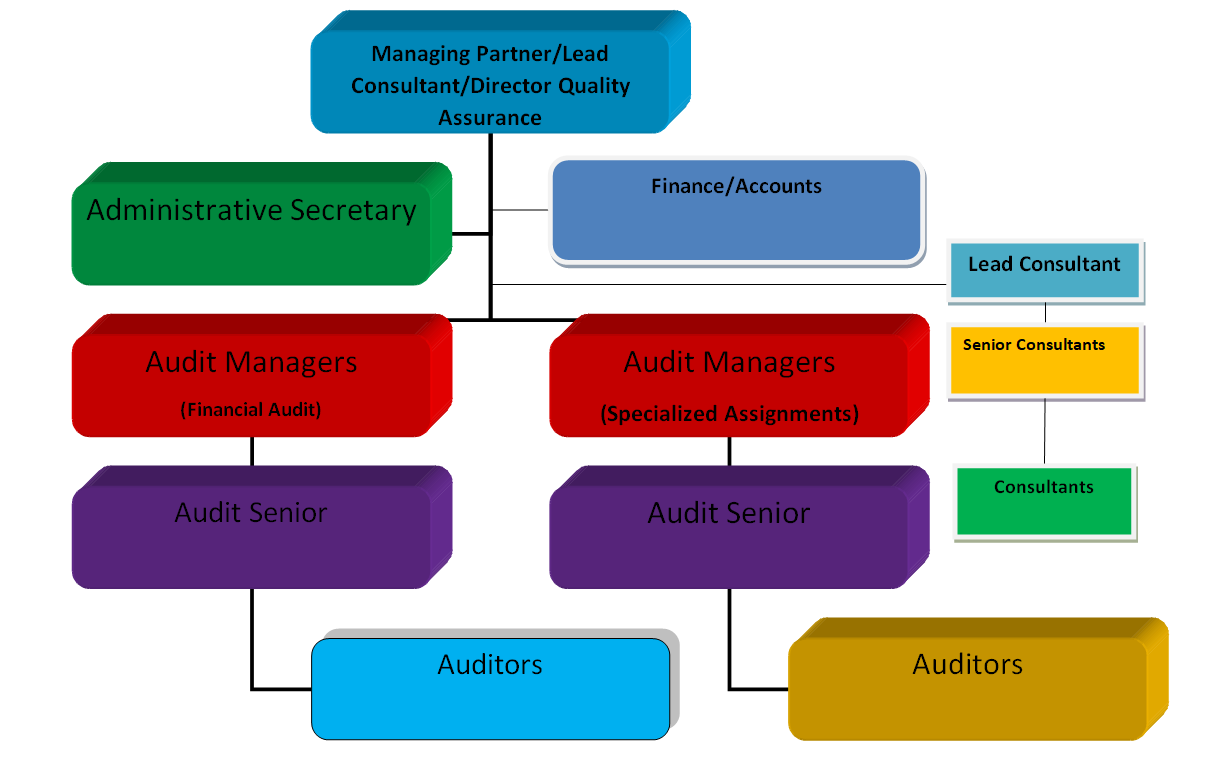 Managing Partner/Lead
Consultant/Director Quality
Assurance
Administrative Secretary
Finance/Accounts
Lead Consultant
Audit Managers
(Financial Audit)
Audit Managers
(Specialized Assignments)
Senior Consultants
Audit Senior
Audit Senior
Consultants
Auditors
Auditors